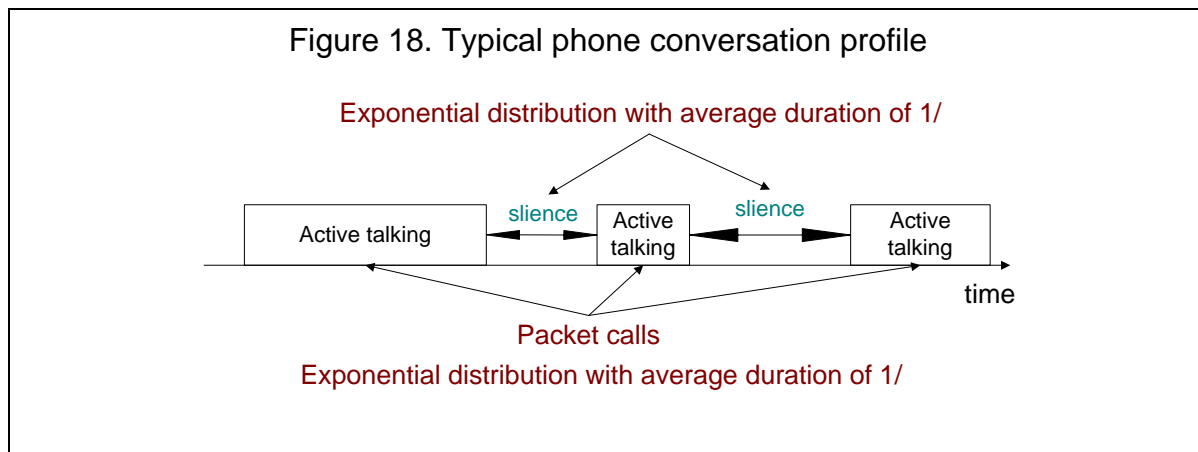 Figure 18. Typical phone conversation profile
Exponential distribution with average duration of 1/
Active talking
slience
Active
talking
slience
Active
talking
time
Packet calls
Exponential distribution with average duration of 1/